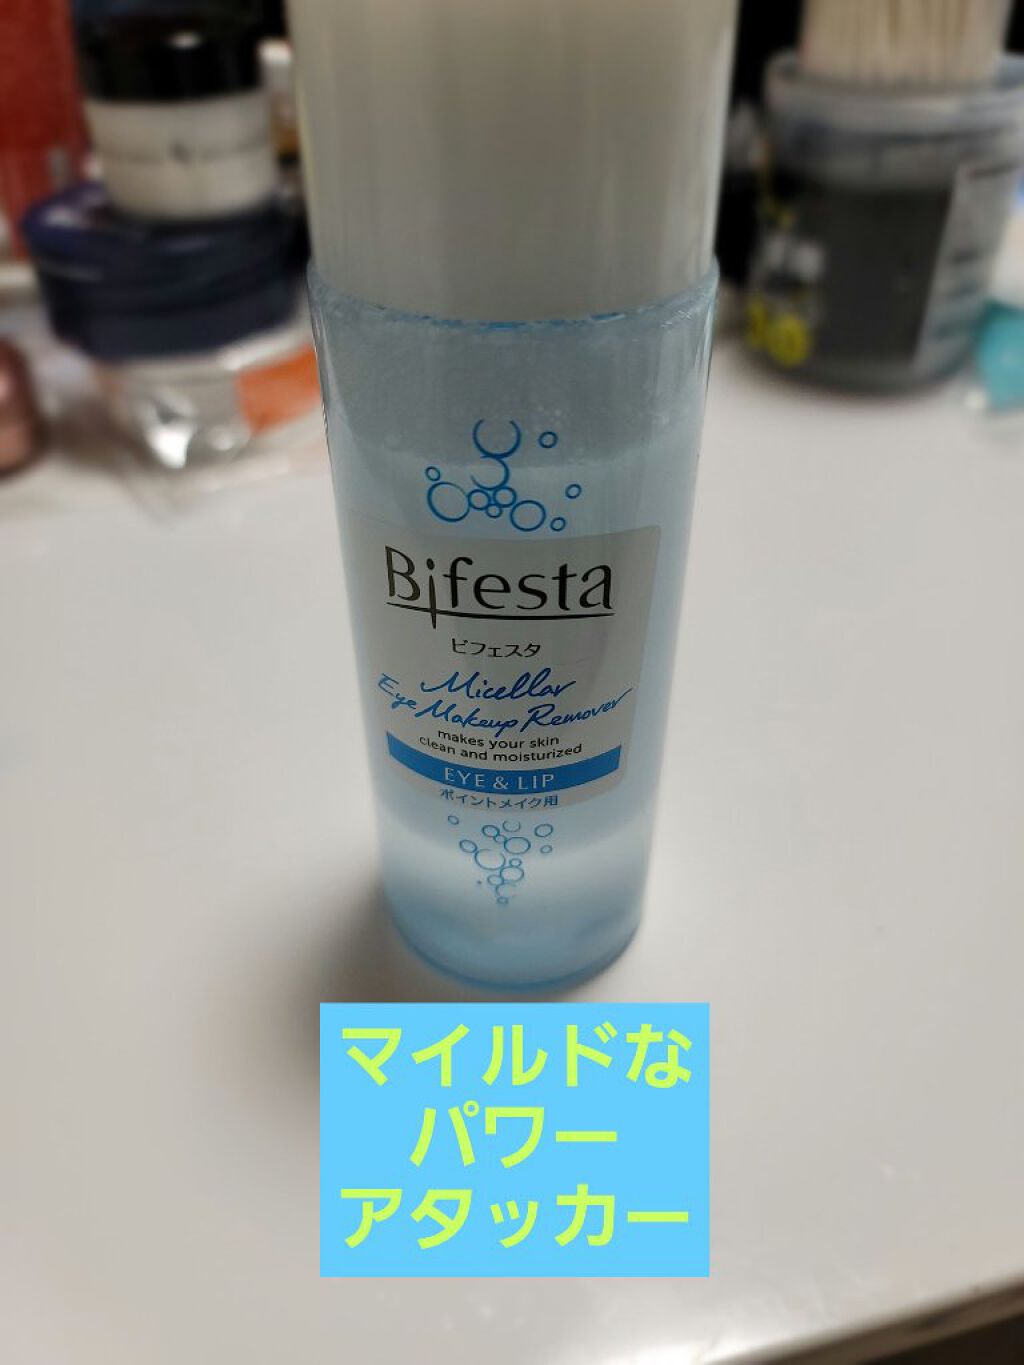 Bifesta
ビフェスタ
Micellar
Eye Makeup Remover
makes your skin
clean and moisturized
EYE & LIP
ポイントメイク用
マイルドな
パワー
アタッカー